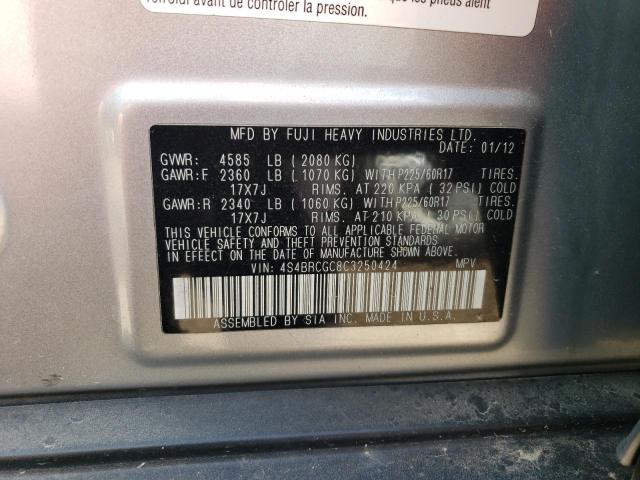 refroidi avant de contrôler la pression.
que les pneus aient
MFD BY FUJI HEAVY INDUSTRIES LTD.
DATE: 01/12
GVWR: 4585 LB ( 2080 KG)
GAWR:F 2360 LB ( 1070 KG) WITH P225/60R17 TIRES.
17X7J RIMS. AT 220 KPA ( 32 PSI) COLD
GAWR:R 2340 LB ( 1060 KG) WITH P225/60R17 TIRES.
17X7J RIMS. AT 210 KPA ( 30 PSI) COLD
THIS VEHICLE CONFORMS TO ALL APPLICABLE FEDERAL MOTOR
VEHICLE SAFETY AND THEFT PREVENTION STANDARDS
IN EFFECT ON THE DATE OF MANUFACTURE SHOWN ABOVE.
VIN: 4S4BRCGC8C3250424 MPV
ASSEMBLED BY SIA INC. MADE IN U.S.A.